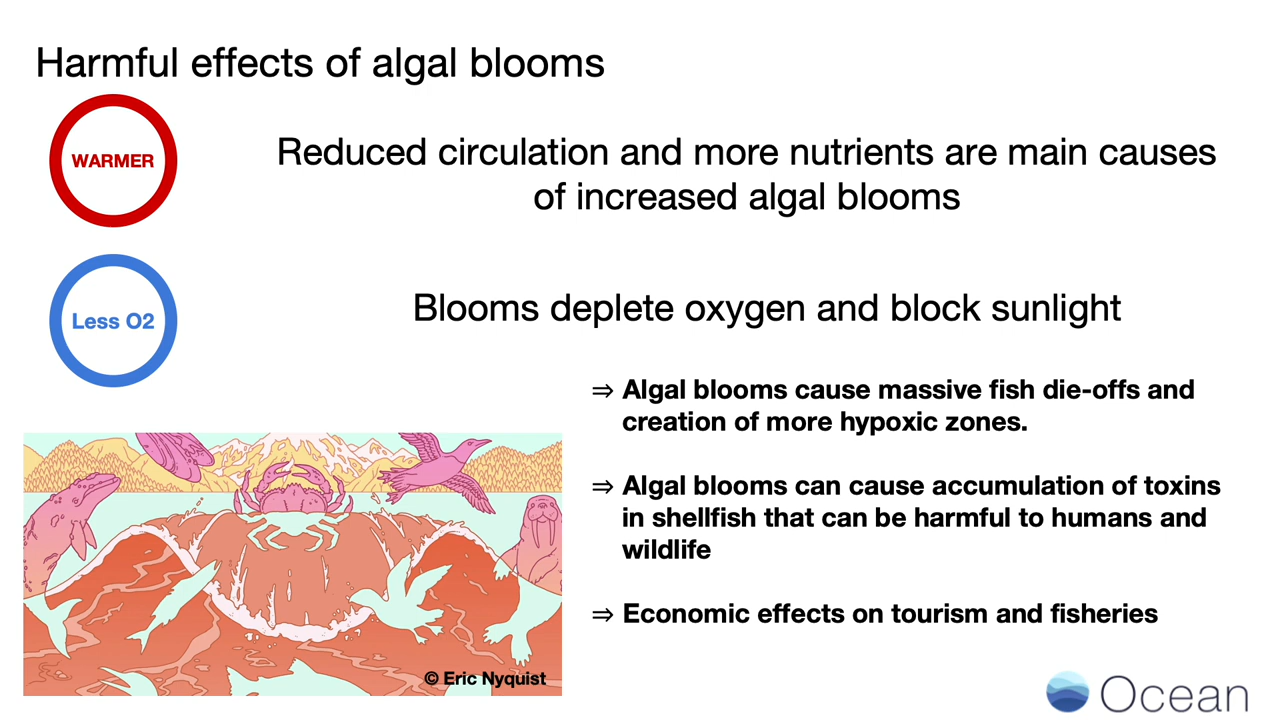 Harmful effects of algal blooms
WARMER
Reduced circulation and more nutrients are main causes
of increased algal blooms
Less O2
Blooms deplete oxygen and block sunlight
⇒ Algal blooms cause massive fish die-offs and
creation of more hypoxic zones.
⇒ Algal blooms can cause accumulation of toxins
in shellfish that can be harmful to humans and
wildlife
⇒ Economic effects on tourism and fisheries
© Eric Nyquist
Ocean